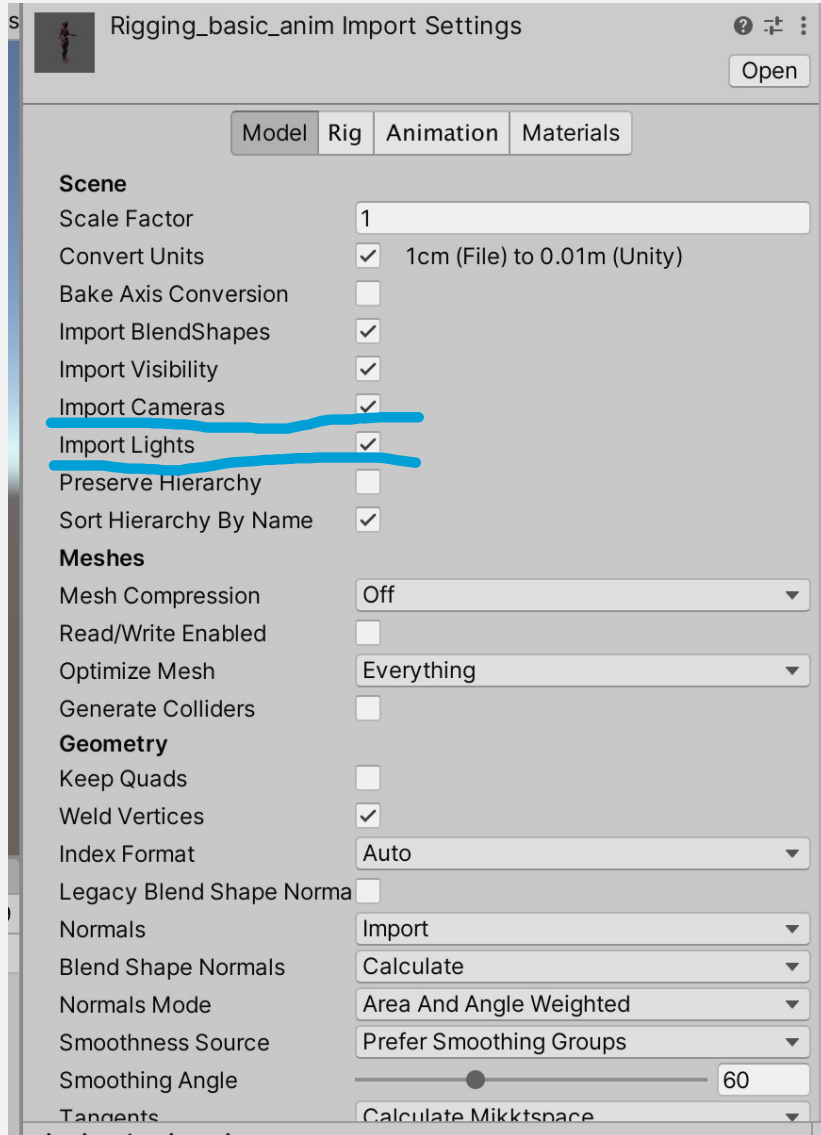 Rigging_basic_anim Import Settings
Open
Model Rig Animation Materials
Scene
Scale Factor 1
Convert Units 1cm (File) to 0.01m (Unity)
Bake Axis Conversion
Import BlendShapes
Import Visibility
Import Cameras
Import Lights
Preserve Hierarchy
Sort Hierarchy By Name
Meshes
Mesh Compression Off
Read/Write Enabled
Optimize Mesh Everything
Generate Colliders
Geometry
Keep Quads
Weld Vertices
Index Format Auto
Legacy Blend Shape Norma
Normals Import
Blend Shape Normals Calculate
Normals Mode Area And Angle Weighted
Smoothness Source Prefer Smoothing Groups
Smoothing Angle 60
Tangents Calculate Mikktspace